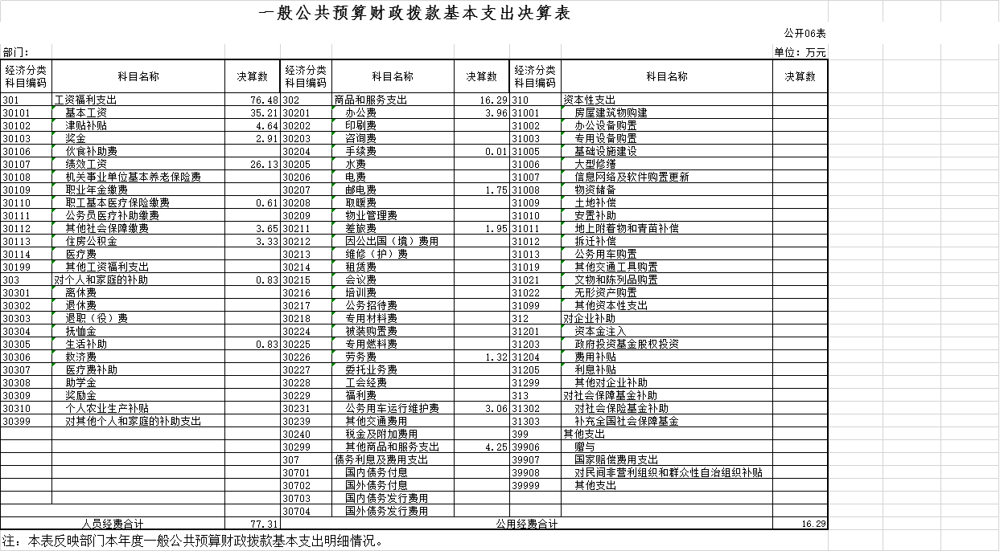 一般公共预算财政拨款基本支出决算表
公开06表
部门： 单位：万元
经济分类科目编码 科目名称 决算数 经济分类科目编码 科目名称 决算数 经济分类科目编码 科目名称 决算数
301 工资福利支出 76.48 302 商品和服务支出 16.29 310 资本性支出
30101 基本工资 35.21 30201 办公费 3.96 31001 房屋建筑物购建
30102 津贴补贴 4.64 30202 印刷费 31002 办公设备购置
30103 奖金 2.91 30203 咨询费 31003 专用设备购置
30106 伙食补助费 30204 手续费 0.01 31005 基础设施建设
30107 绩效工资 26.13 30205 水费 31006 大型修缮
30108 机关事业单位基本养老保险费 30206 电费 31007 信息网络及软件购置更新
30109 职业年金缴费 30207 邮电费 1.75 31008 物资储备
30110 职工基本医疗保险缴费 0.61 30208 取暖费 31009 土地补偿
30111 公务员医疗补助缴费 30209 物业管理费 31010 安置补助
30112 其他社会保障缴费 3.65 30211 差旅费 1.95 31011 地上附着物和青苗补偿
30113 住房公积金 3.33 30212 因公出国（境）费用 31012 拆迁补偿
30114 医疗费 30213 维修（护）费 31013 公务用车购置
30199 其他工资福利支出 30214 租赁费 31019 其他交通工具购置
303 对个人和家庭的补助 0.83 30215 会议费 31021 文物和陈列品购置
30301 离休费 30216 培训费 31022 无形资产购置
30302 退休费 30217 公务招待费 31099 其他资本性支出
30303 退职（役）费 30218 专用材料费 312 对企业补助
30304 抚恤金 30224 被装购置费 31201 资本金注入
30305 生活补助 0.83 30225 专用燃料费 31203 政府投资基金股权投资
30306 救济费 30226 劳务费 1.32 31204 费用补贴
30307 医疗费补助 30227 委托业务费 31205 利息补贴
30308 助学金 30228 工会经费 31299 其他对企业补助
30309 奖励金 30229 福利费 313 对社会保障基金补助
30310 个人农业生产补贴 30231 公务用车运行维护费 3.06 31302 对社会保险基金补助
30399 对其他个人和家庭的补助支出 30239 其他交通费用 31303 补充全国社会保障基金
30240 税金及附加费用 399 其他支出
30299 其他商品和服务支出 4.25 39906 赠与
307 债务利息及费用支出 39907 国家赔偿费用支出
30701 国内债务付息 39908 对民间非营利组织和群众性自治组织补贴
30702 国外债务付息 39999 其他支出
30703 国内债务发行费用
30704 国外债务发行费用
人员经费合计 77.31 公用经费合计 16.29
注：本表反映部门本年度一般公共预算财政拨款基本支出明细情况。